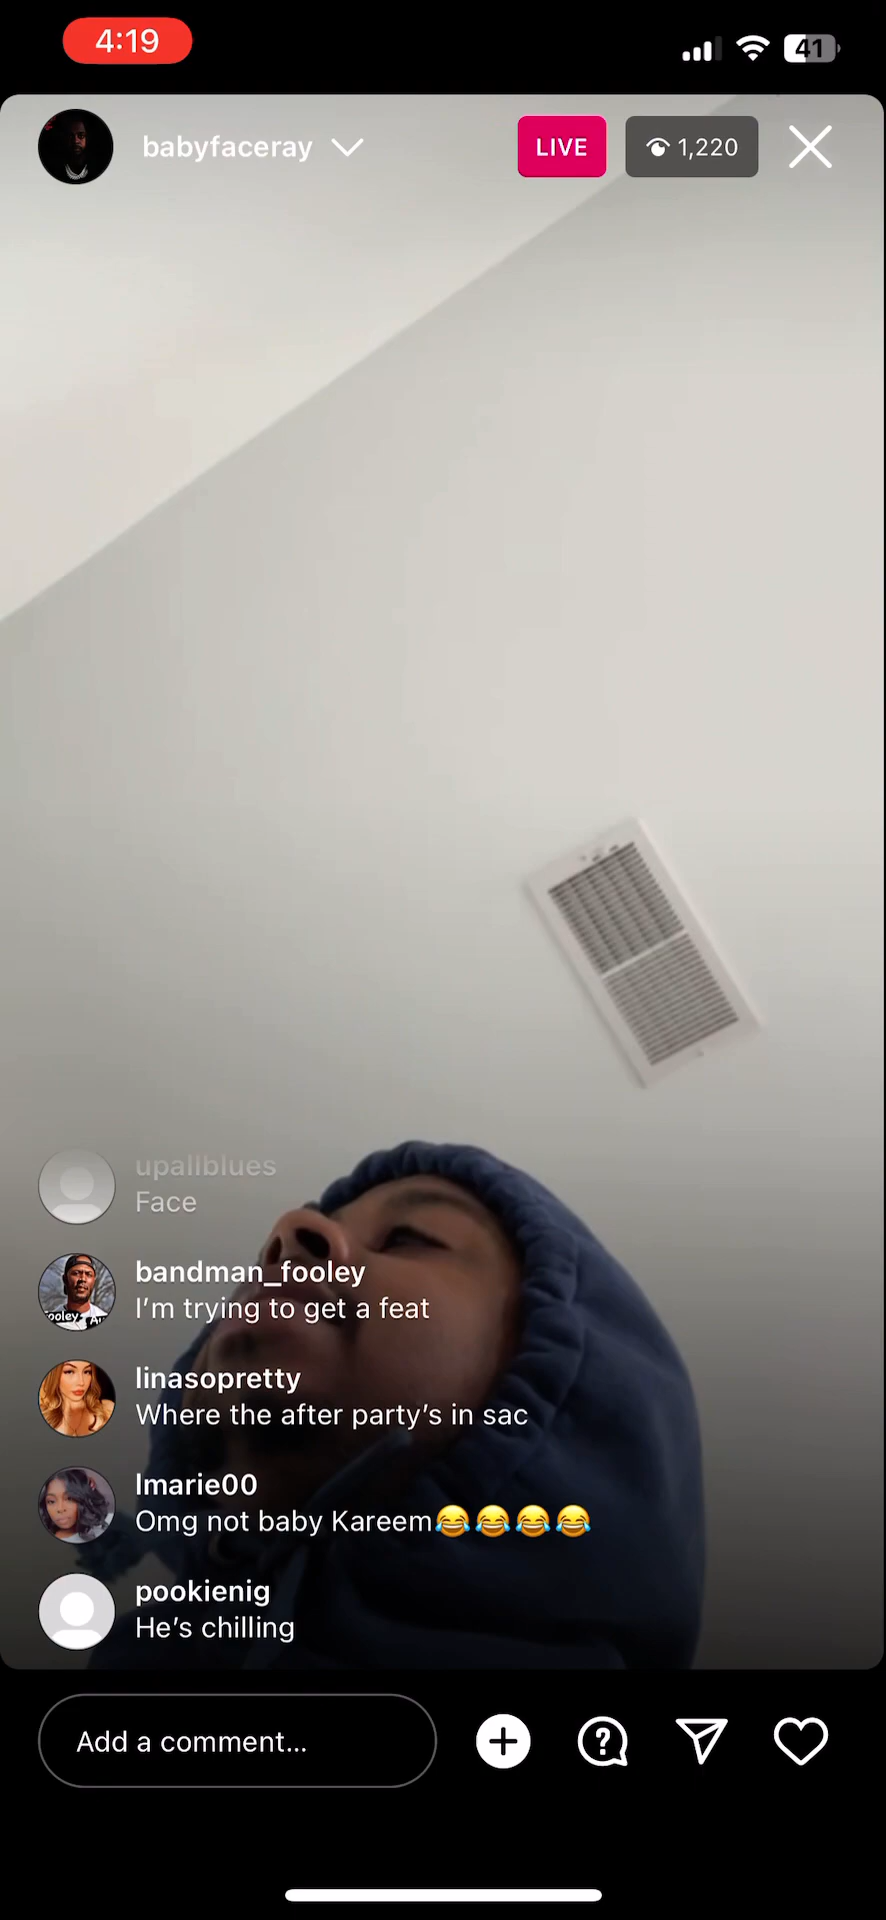 4:19
41
babyfaceray
LIVE
1,220
upallblues
Face
bandman_fooley
I’m trying to get a feat
linasopretty
Where the after party’s in sac
lmarie00
Omg not baby Kareem😂😂😂😂
pookienig
He’s chilling
Add a comment...